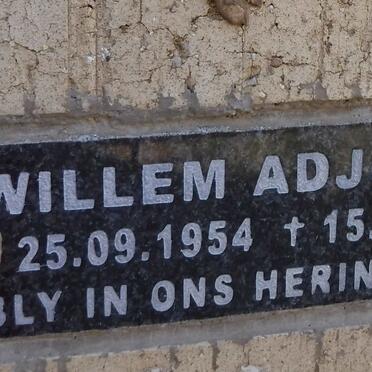 WILLEM ADJ
25.09.1954 † 15.
BLY IN ONS HERIN